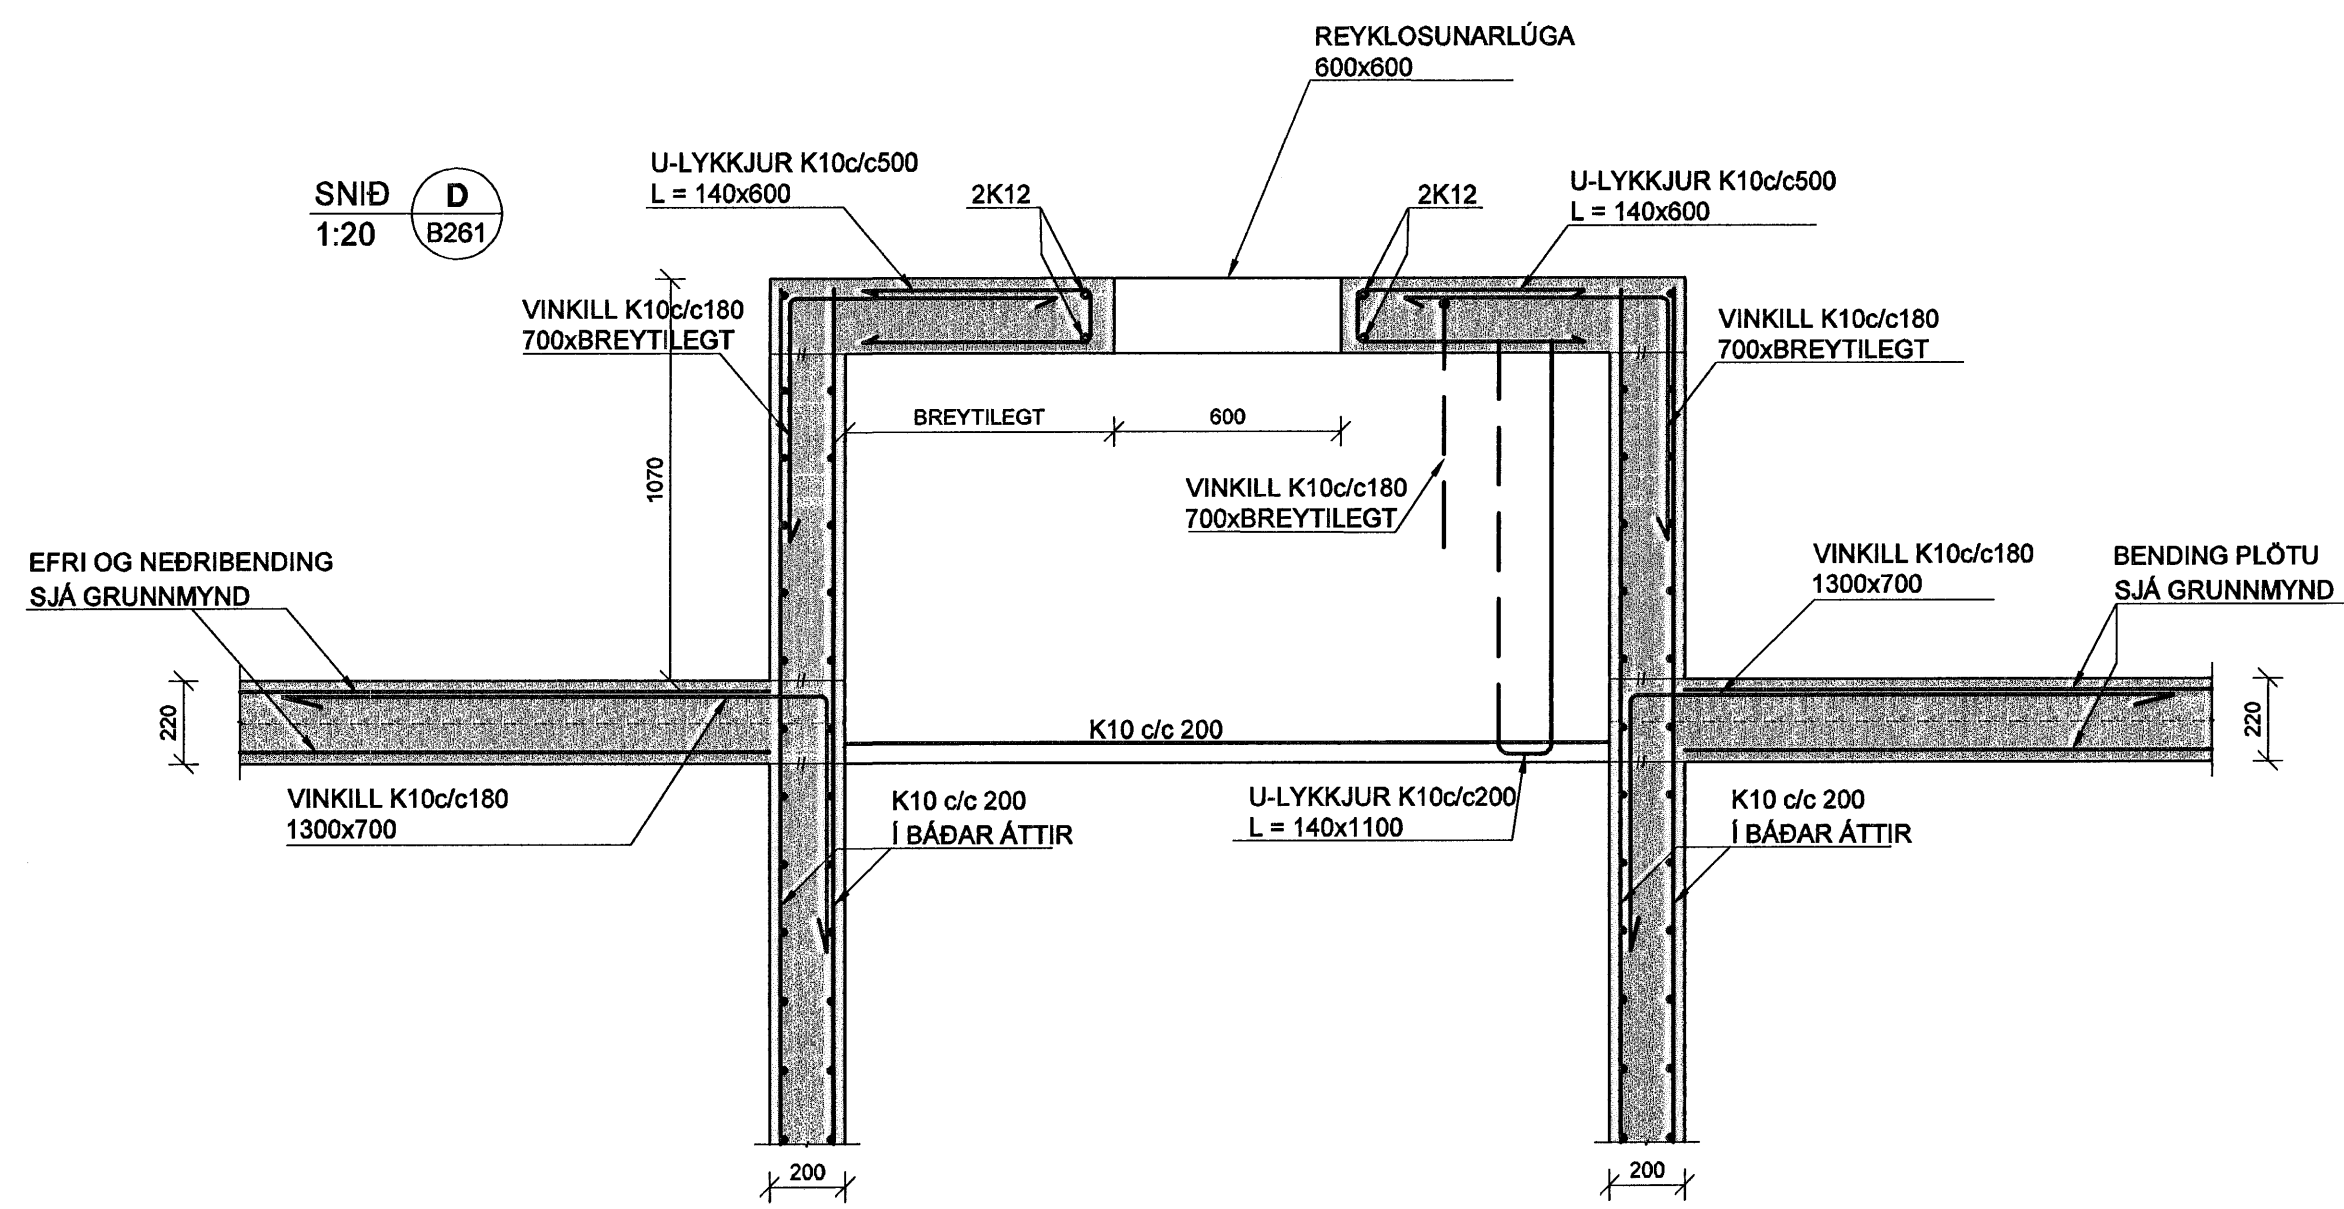 REYKLOSUNARLÚGA
600x600
SNIÐ
1:20
D
B261
U-LYKKJUR K10c/c500
L = 140x600
2K12
2K12
U-LYKKJUR K10c/c500
L = 140x600
VINKILL K10c/c180
700xBREYTILEGT
VINKILL K10c/c180
700xBREYTILEGT
BREYTILEGT
600
1070
VINKILL K10c/c180
700xBREYTILEGT
EFRI OG NEÐRIBENDING
SJÁ GRUNNMYND
VINKILL K10c/c180
1300x700
BENDING PLÖTU
SJÁ GRUNNMYND
220
K10 c/c 200
220
VINKILL K10c/c180
1300x700
K10 c/c 200
Í BÁÐAR ÁTTIR
U-LYKKJUR K10c/c200
L = 140x1100
K10 c/c 200
Í BÁÐAR ÁTTIR
200
200